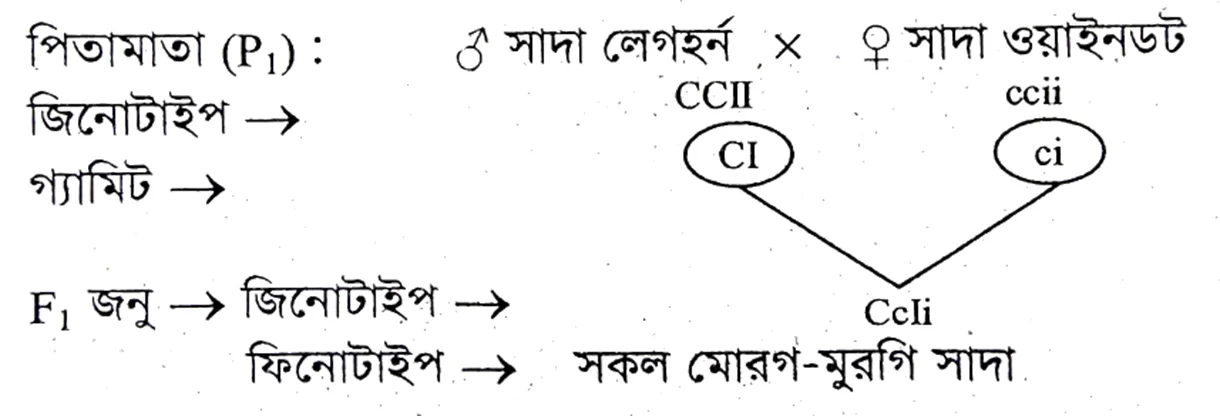 পিতামাতা (P₁) : ♂ সাদা লেগহর্ন × ♀ সাদা ওয়াইনডট
CCII ccii
জিনোটাইপ →
CI ci
গ্যামিট →
F₁ জনু → জিনোটাইপ → CcIi
ফিনোটাইপ → সকল মোরগ-মুরগি সাদা